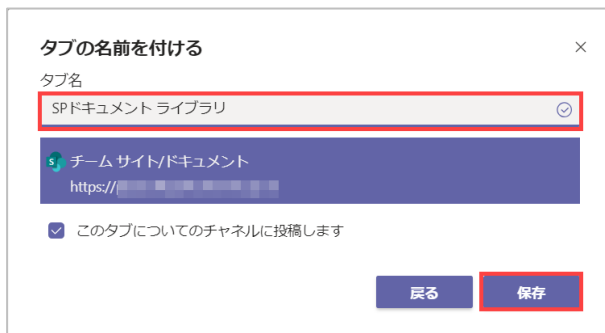 タブの名前を付ける
タブ名
SPドキュメント ライブラリ
チーム サイト/ドキュメント
https://
このタブについてのチャネルに投稿します
戻る
保存